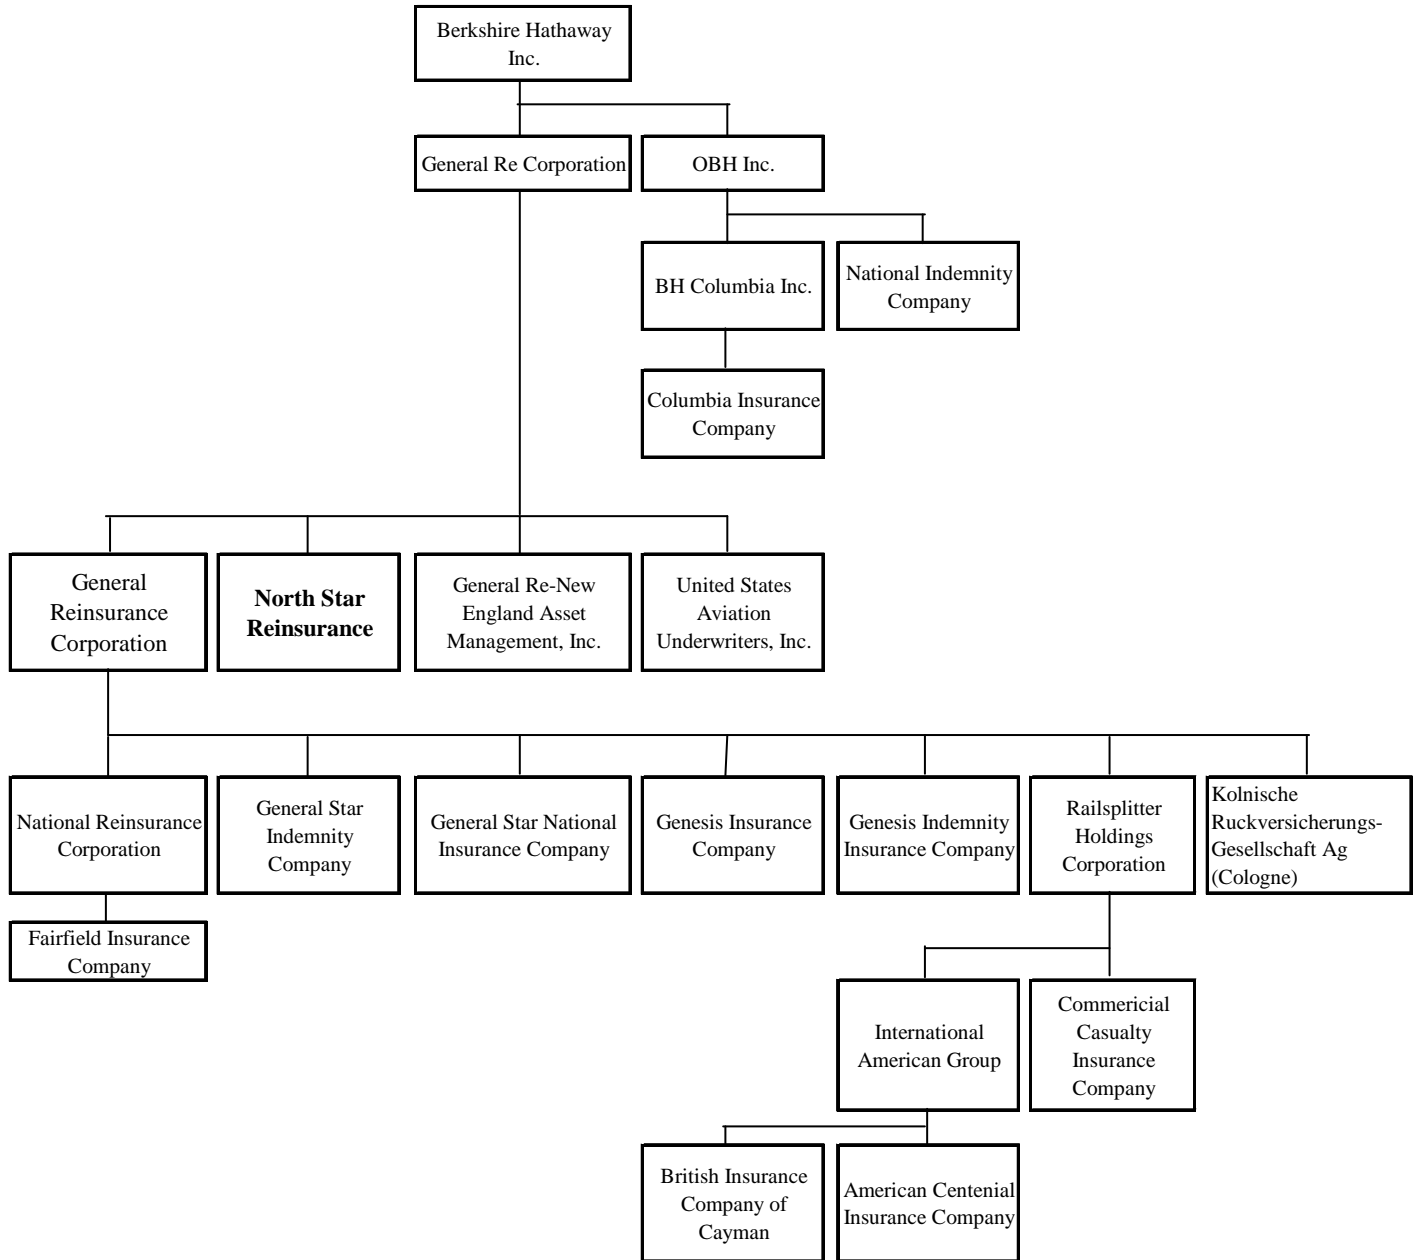 Berkshire Hathaway
Inc.
General Re Corporation
OBH Inc.
BH Columbia Inc.
National Indemnity
Company
Columbia Insurance
Company
General
Reinsurance
Corporation
North Star
Reinsurance
General Re-New
England Asset
Management, Inc.
United States
Aviation
Underwriters, Inc.
National Reinsurance
Corporation
General Star
Indemnity
Company
General Star National
Insurance Company
Genesis Insurance
Company
Genesis Indemnity
Insurance Company
Railsplitter
Holdings
Corporation
Kolnische
Ruckversicherungs-
Gesellschaft Ag
(Cologne)
Fairfield Insurance
Company
International
American Group
Commericial
Casualty
Insurance
Company
British Insurance
Company of
Cayman
American Centenial
Insurance Company